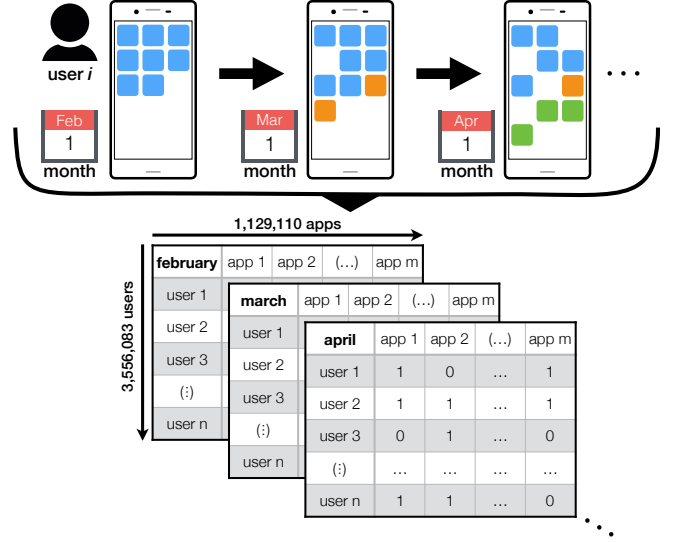 user i
Feb
1
month
Mar
1
month
Apr
1
month
...
1,129,110 apps
3,556,083 users
february app 1 app 2 (...) app m
user 1
user 2
user 3
(⋮)
user n
march app 1 app 2 (...) app m
user 1
user 2
user 3
(⋮)
user n
april app 1 app 2 (...) app m
user 1 1 0 ... 1
user 2 1 1 ... 1
user 3 0 1 ... 0
(⋮) ... ... ... ...
user n 1 1 ... 0